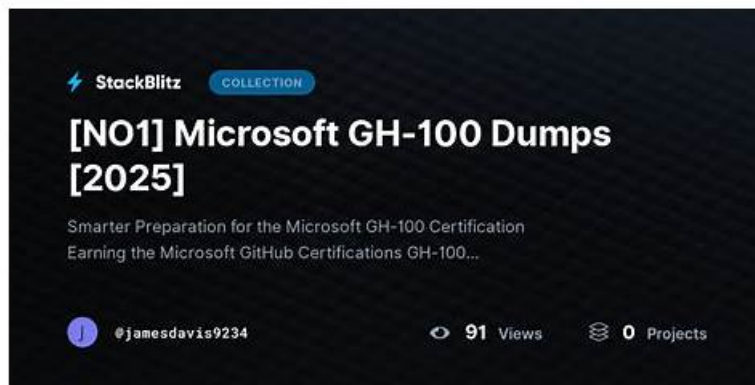 StackBlitz COLLECTION
[NO1] Microsoft GH-100 Dumps
[2025]
Smarter Preparation for the Microsoft GH-100 Certification
Earning the Microsoft GitHub Certifications GH-100...
J @jamesdavis9234 91 Views 0 Projects